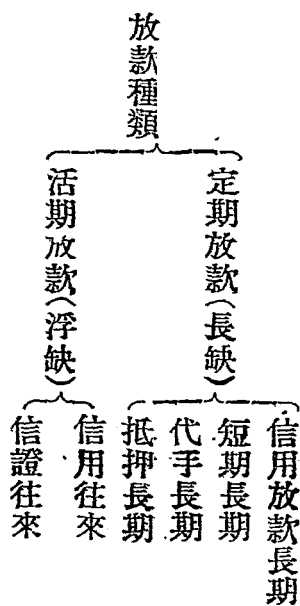 放款種類
定期放款(長缺)
信用放款長期
短期長期
代手長期
抵押長期
活期放款(浮缺)
信用往來
信證往來